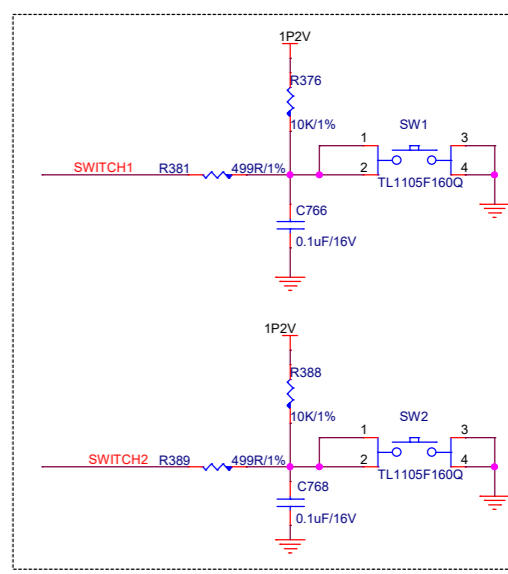 1P2V
R376
10K/1%
1 SW1 3
SWITCH1 R381 499R/1% 2 4
TL1105F160Q
C766
0.1uF/16V
1P2V
R388
10K/1%
1 SW2 3
SWITCH2 R389 499R/1% 2 4
TL1105F160Q
C768
0.1uF/16V